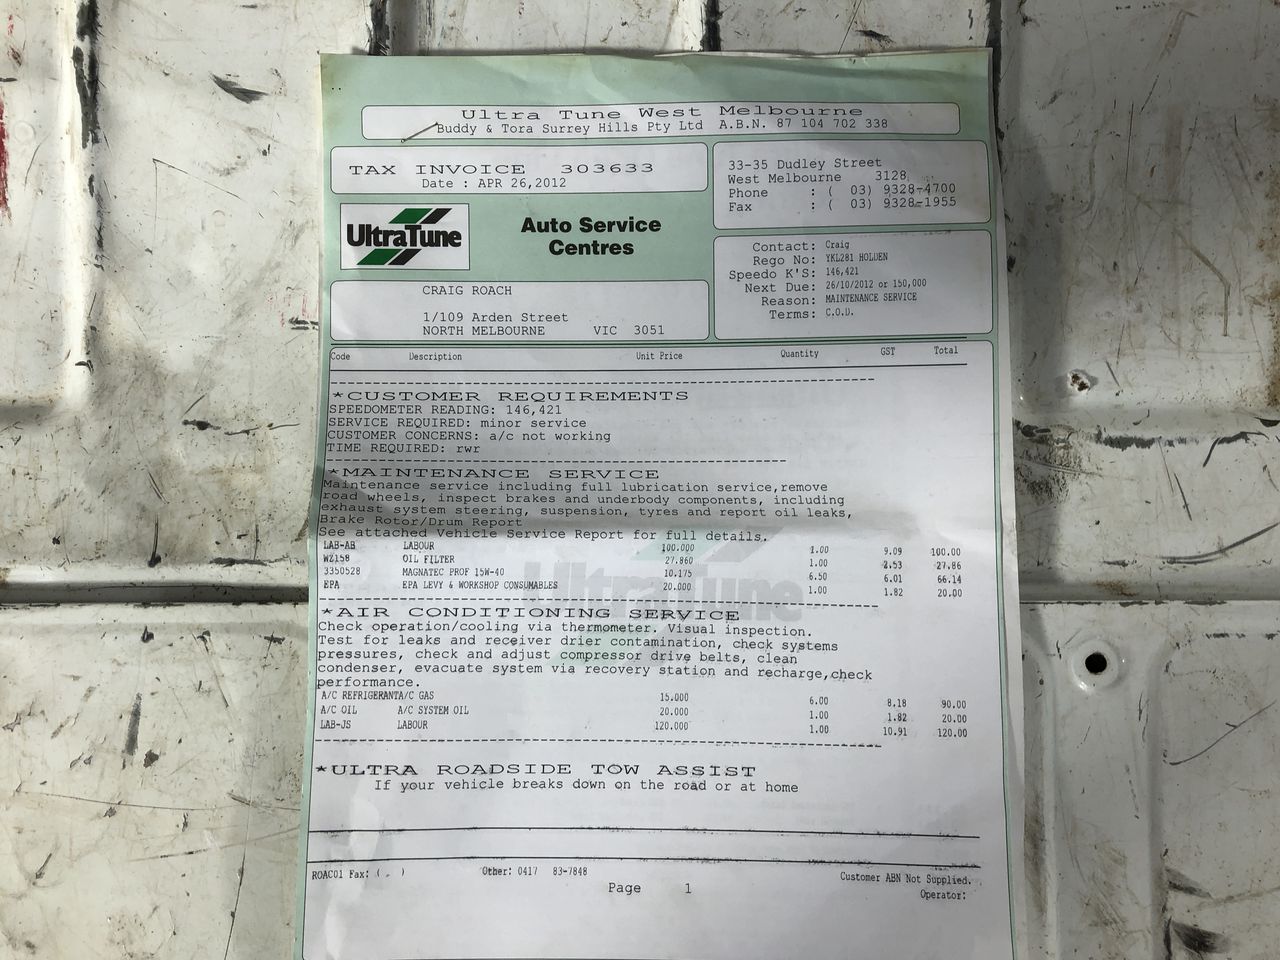 Ultra Tune West Melbourne
Buddy & Tora Surrey Hills Pty Ltd A.B.N. 87 104 702 338
TAX INVOICE 303633
Date : APR 26,2012
33-35 Dudley Street
West Melbourne 3128
Phone : ( 03) 9328-4700
Fax : ( 03) 9328-1955
UltraTune
Auto Service
Centres
Contact: Craig
Rego No: YKL281 HOLDEN
Speedo K'S: 146,421
Next Due: 26/10/2012 or 150,000
Reason: MAINTENANCE SERVICE
Terms: C.O.D.
CRAIG ROACH
1/109 Arden Street
NORTH MELBOURNE VIC 3051
Code Description Unit Price Quantity GST Total
*CUSTOMER REQUIREMENTS
SPEEDOMETER READING: 146,421
SERVICE REQUIRED: minor service
CUSTOMER CONCERNS: a/c not working
TIME REQUIRED: rwr
*MAINTENANCE SERVICE
Maintenance service including full lubrication service,remove
road wheels, inspect brakes and underbody components, including
exhaust system steering, suspension, tyres and report oil leaks,
Brake Rotor/Drum Report
See attached Vehicle Service Report for full details.
LAB-AB LABOUR 100.000 1.00 9.09 100.00
WZ158 OIL FILTER 27.860 1.00 2.53 27.86
3350528 MAGNATEC PROF 15W-40 10.175 6.50 6.01 66.14
EPA EPA LEVY & WORKSHOP CONSUMABLES 20.000 1.00 1.82 20.00
UltraTune
*AIR CONDITIONING SERVICE
Check operation/cooling via thermometer. Visual inspection.
Test for leaks and receiver drier contamination, check systems
pressures, check and adjust compressor drive belts, clean
condenser, evacuate system via recovery station and recharge,check
performance.
A/C REFRIGERANTA/C GAS 15.000 6.00 8.18 90.00
A/C OIL A/C SYSTEM OIL 20.000 1.00 1.82 20.00
LAB-JS LABOUR 120.000 1.00 10.91 120.00
*ULTRA ROADSIDE TOW ASSIST
If your vehicle breaks down on the road or at home
ROAC01 Fax: ( . ) Other: 0417 83-7848 Customer ABN Not Supplied.
Page 1 Operator: